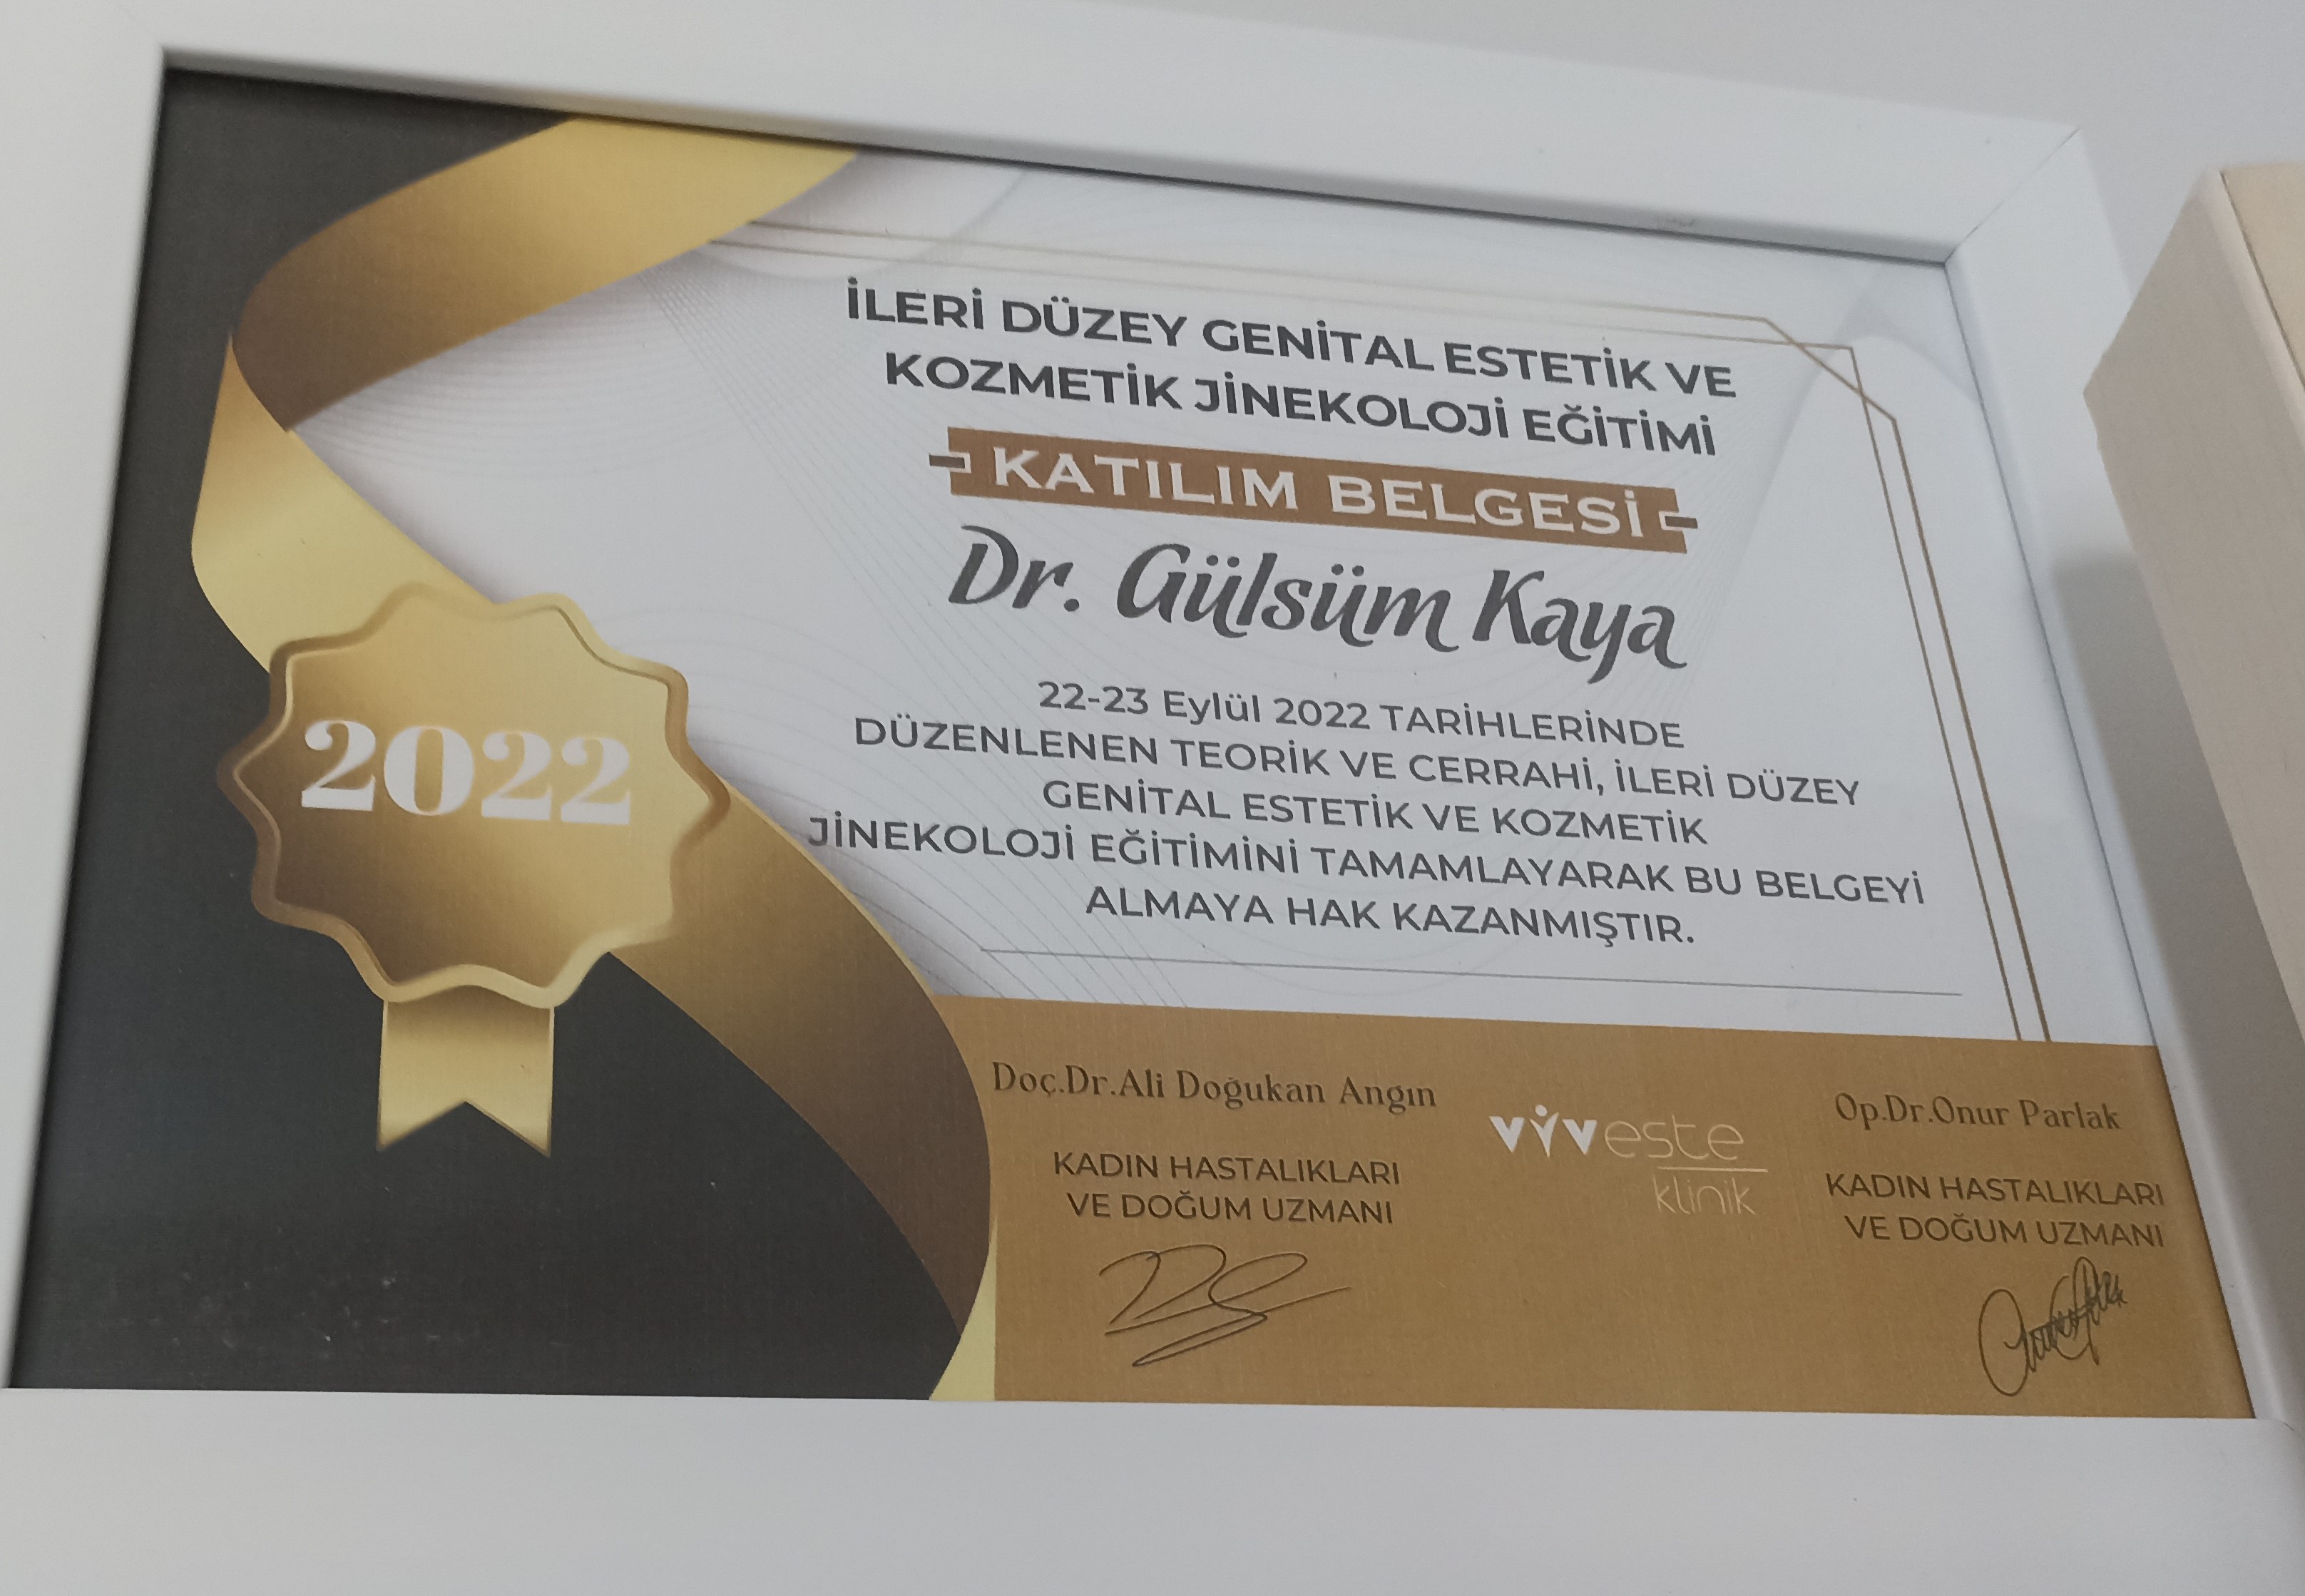 İLERİ DÜZEY GENİTAL ESTETİK VE
KOZMETİK JİNEKOLOJİ EĞİTİMİ
KATILIM BELGESİ
Dr. Gülsüm Kaya
22-23 Eylül 2022 TARİHLERİNDE
DÜZENLENEN TEORİK VE CERRAHİ, İLERİ DÜZEY
GENİTAL ESTETİK VE KOZMETİK
JİNEKOLOJİ EĞİTİMİNİ TAMAMLAYARAK BU BELGEYİ
ALMAYA HAK KAZANMIŞTIR.
2022
Doç.Dr.Ali Doğukan Angın
KADIN HASTALIKLARI
VE DOĞUM UZMANI
viveste
klinik
Op.Dr.Onur Parlak
KADIN HASTALIKLARI
VE DOĞUM UZMANI